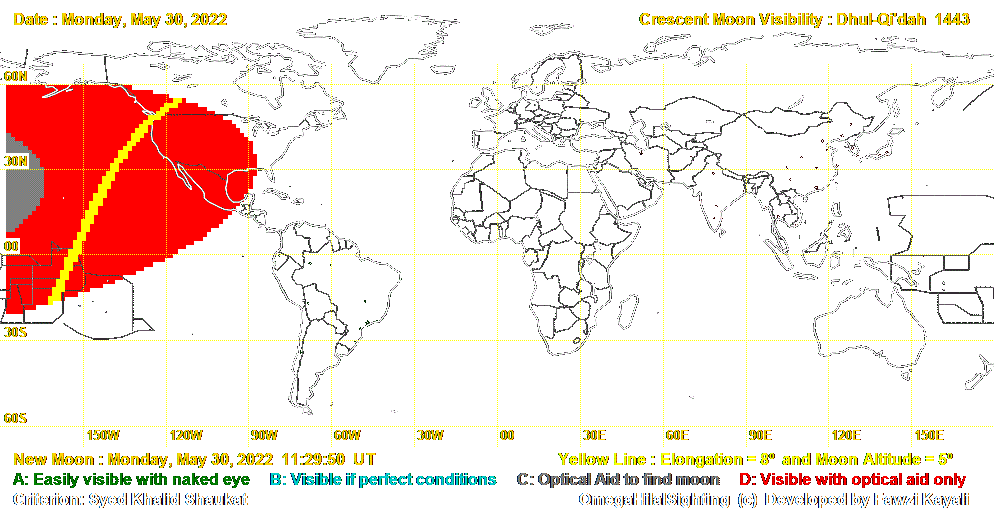 Date : Monday, May 30, 2022 Crescent Moon Visibility : Dhul-Qi'dah 1443
60N
30N
00
30S
60S
150W 120W 90W 60W 30W 00 30E 60E 90E 120E 150E
New Moon : Monday, May 30, 2022 11:29:50 UT Yellow Line : Elongation = 8° and Moon Altitude = 5°
A: Easily visible with naked eye B: Visible if perfect conditions C: Optical Aid to find moon D: Visible with optical aid only
Criterion: Syed Khalid Shaukat OmegaHilalSighting (c) Developed by Fawzi Kayali